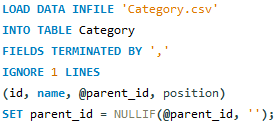 LOAD DATA INFILE 'Category.csv'
INTO TABLE Category
FIELDS TERMINATED BY ','
IGNORE 1 LINES
(id, name, @parent_id, position)
SET parent_id = NULLIF(@parent_id, '');